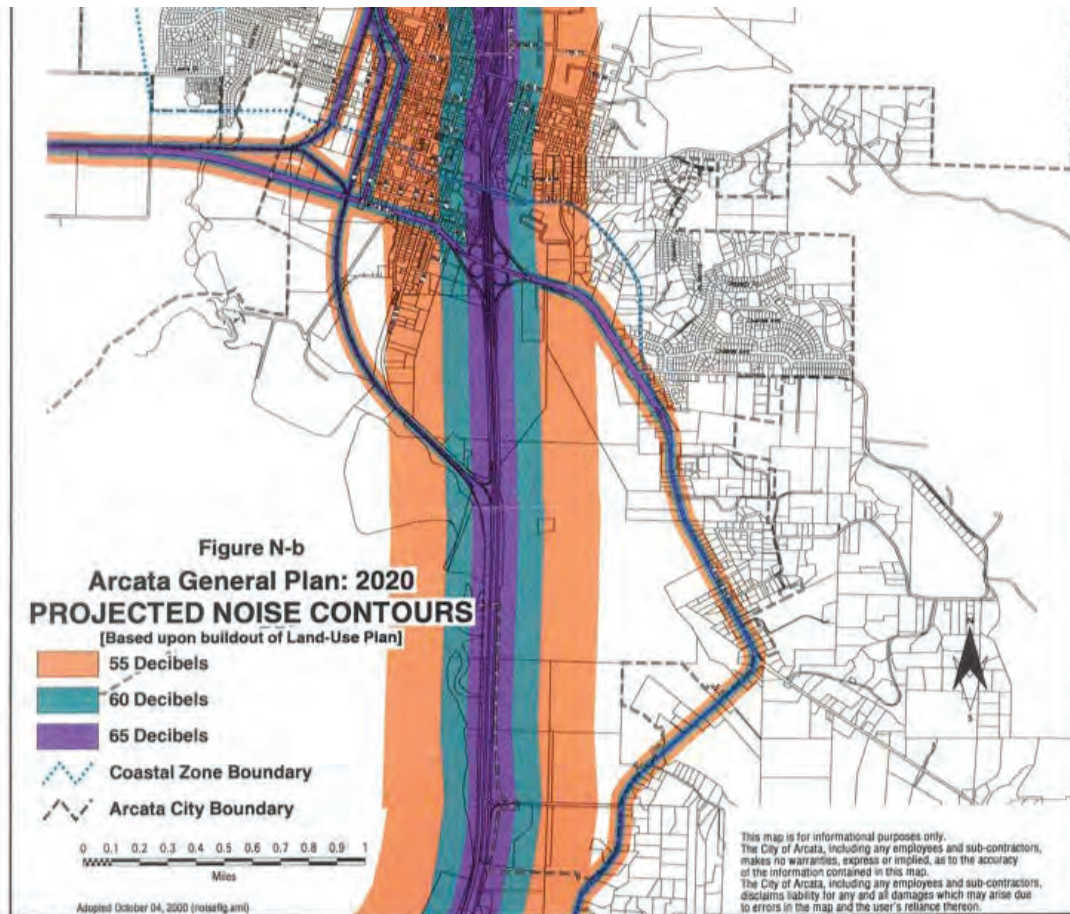 Figure N-b
Arcata General Plan: 2020
PROJECTED NOISE CONTOURS
[Based upon buildout of Land-Use Plan]
55 Decibels
60 Decibels
65 Decibels
Coastal Zone Boundary
Arcata City Boundary
0 0.1 0.2 0.3 0.4 0.5 0.6 0.7 0.8 0.9 1
Miles
Adopted October 04, 2000 (noisefig.aml)
N
S
This map is for informational purposes only.
The City of Arcata, including any employees and sub-contractors,
makes no warranties, express or implied, as to the accuracy
of the information contained in this map.
The City of Arcata, including any employees and sub-contractors,
disclaims liability for any and all damages which may arise due
to errors in the map and the user's reliance thereon.